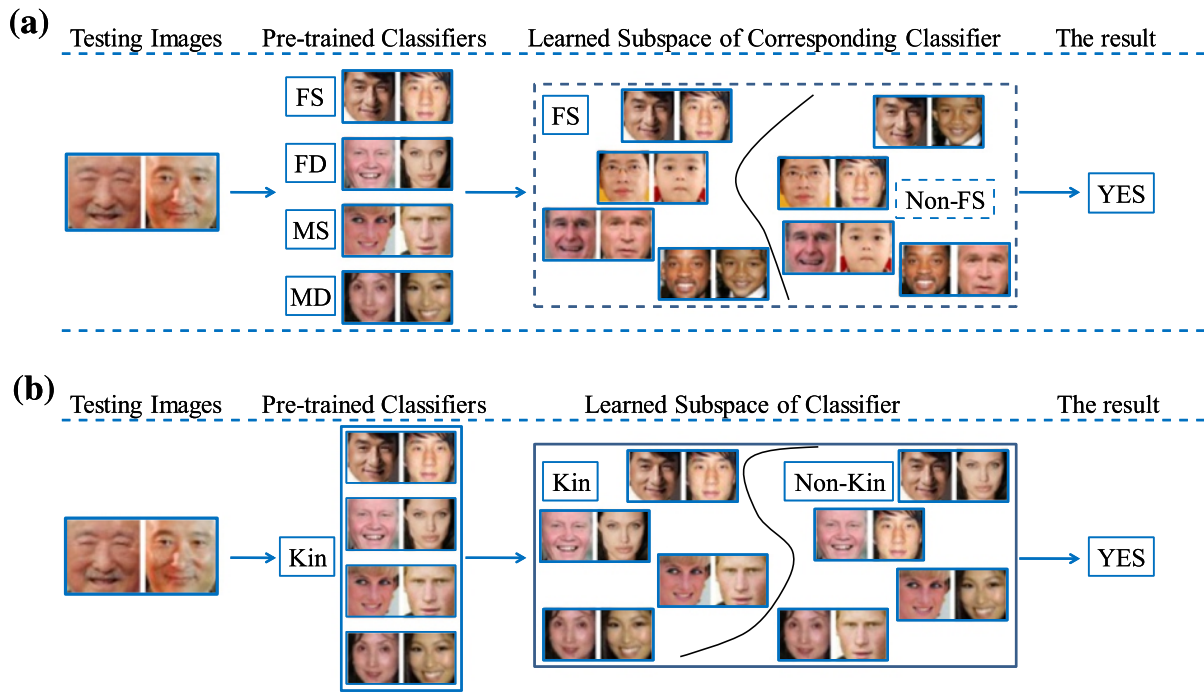 (a)
Testing Images Pre-trained Classifiers Learned Subspace of Corresponding Classifier The result
FS
FD
MS
MD
FS
Non-FS
YES
(b)
Testing Images Pre-trained Classifiers Learned Subspace of Classifier The result
Kin
Kin
Non-Kin
YES